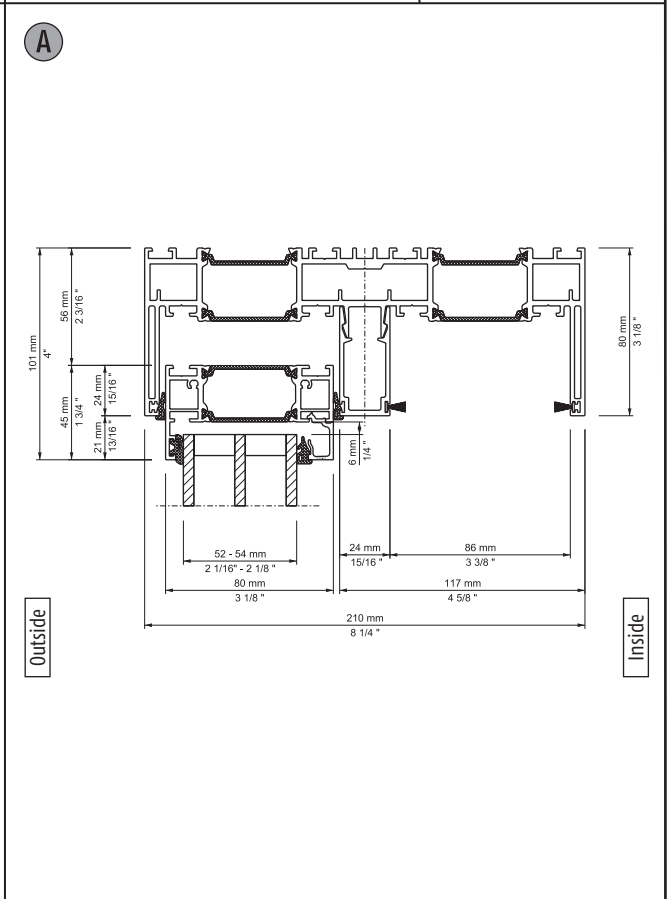 A
101 mm
4"
56 mm
2 3/16 "
45 mm
1 3/4 "
24 mm
15/16 "
21 mm
13/16 "
80 mm
3 1/8 "
6 mm
1/4 "
52 - 54 mm
2 1/16" - 2 1/8 "
24 mm
15/16 "
86 mm
3 3/8 "
80 mm
3 1/8 "
117 mm
4 5/8 "
210 mm
8 1/4 "
Outside
Inside